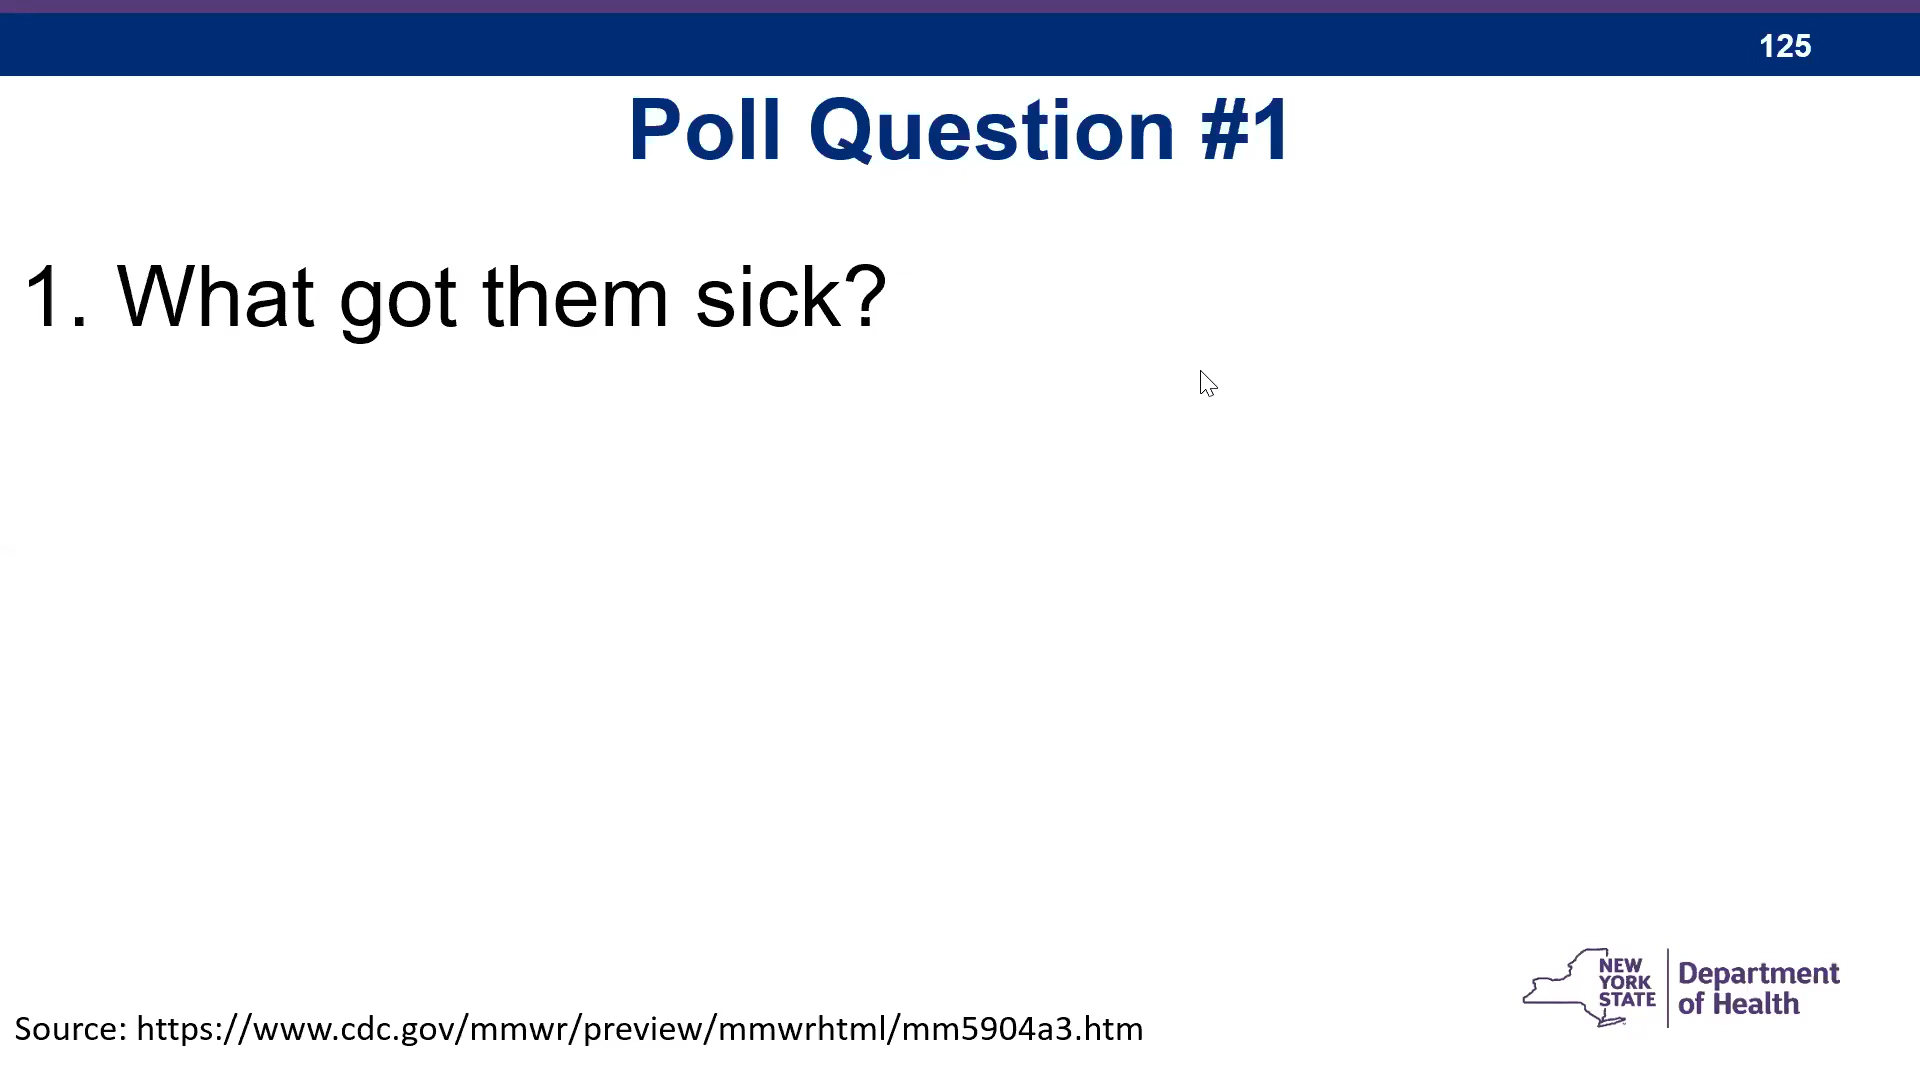 125
Poll Question #1
1. What got them sick?
NEW
YORK
STATE
Department
of Health
Source: https://www.cdc.gov/mmwr/preview/mmwrhtml/mm5904a3.htm